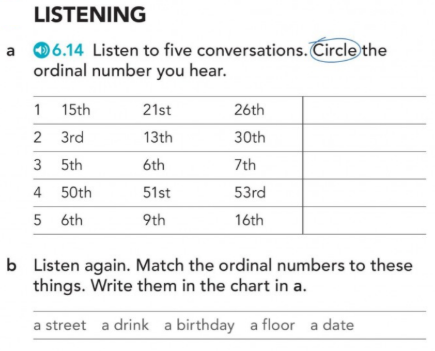 LISTENING
a 6.14 Listen to five conversations. Circle the
ordinal number you hear.
1 15th 21st 26th
2 3rd 13th 30th
3 5th 6th 7th
4 50th 51st 53rd
5 6th 9th 16th
b Listen again. Match the ordinal numbers to these
things. Write them in the chart in a.
a street a drink a birthday a floor a date